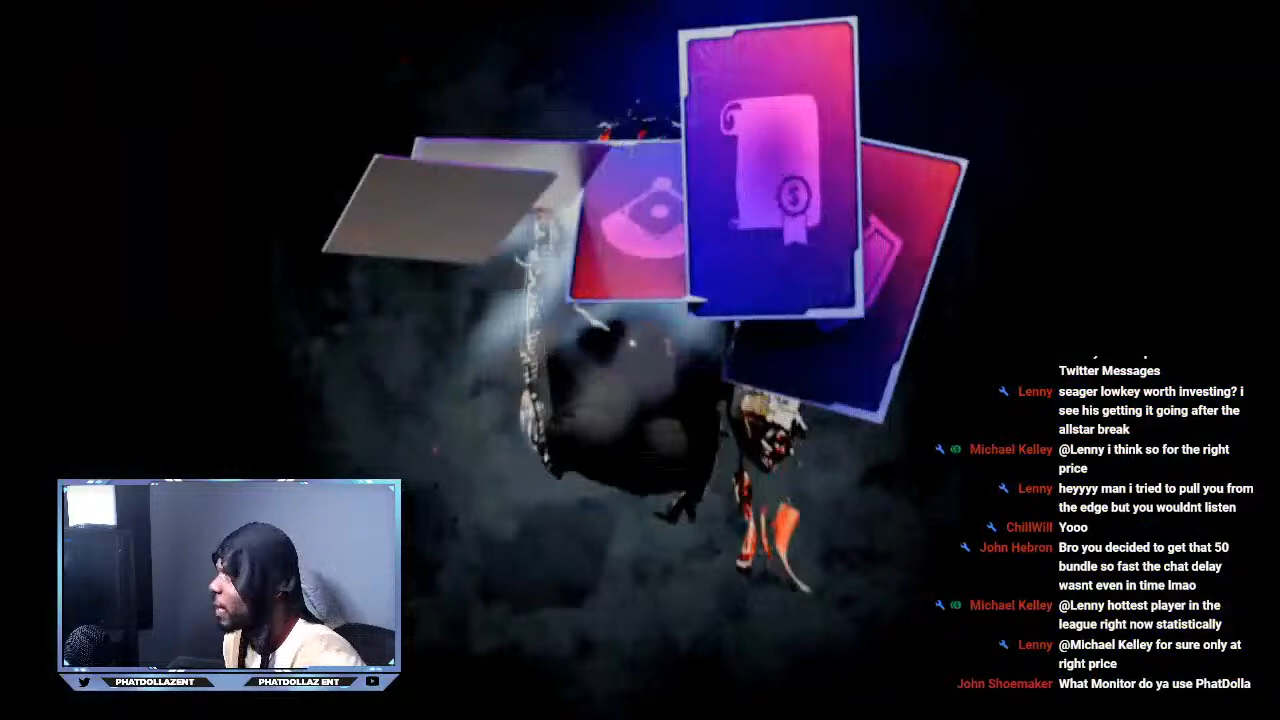 Twitter Messages
Lenny seager lowkey worth investing? i
see his getting it going after the
allstar break
Michael Kelley @Lenny i think so for the right
price
Lenny heyyyy man i tried to pull you from
the edge but you wouldnt listen
ChillWill Yooo
John Hebron Bro you decided to get that 50
bundle so fast the chat delay
wasnt even in time lmao
Michael Kelley @Lenny hottest player in the
league right now statistically
Lenny @Michael Kelley for sure only at
right price
John Shoemaker What Monitor do ya use PhatDolla
PHATDOLLAZENT
PHATDOLLAZ ENT
$